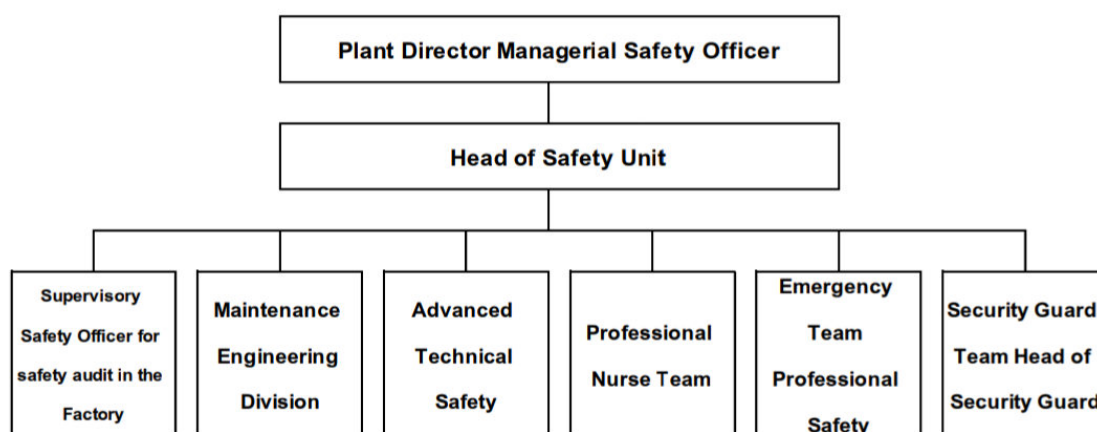 Plant Director Managerial Safety Officer
Head of Safety Unit
Supervisory
Safety Officer for
safety audit in the
Factory
Maintenance
Engineering
Division
Advanced
Technical
Safety
Professional
Nurse Team
Emergency
Team
Professional
Safety
Security Guard
Team Head of
Security Guard